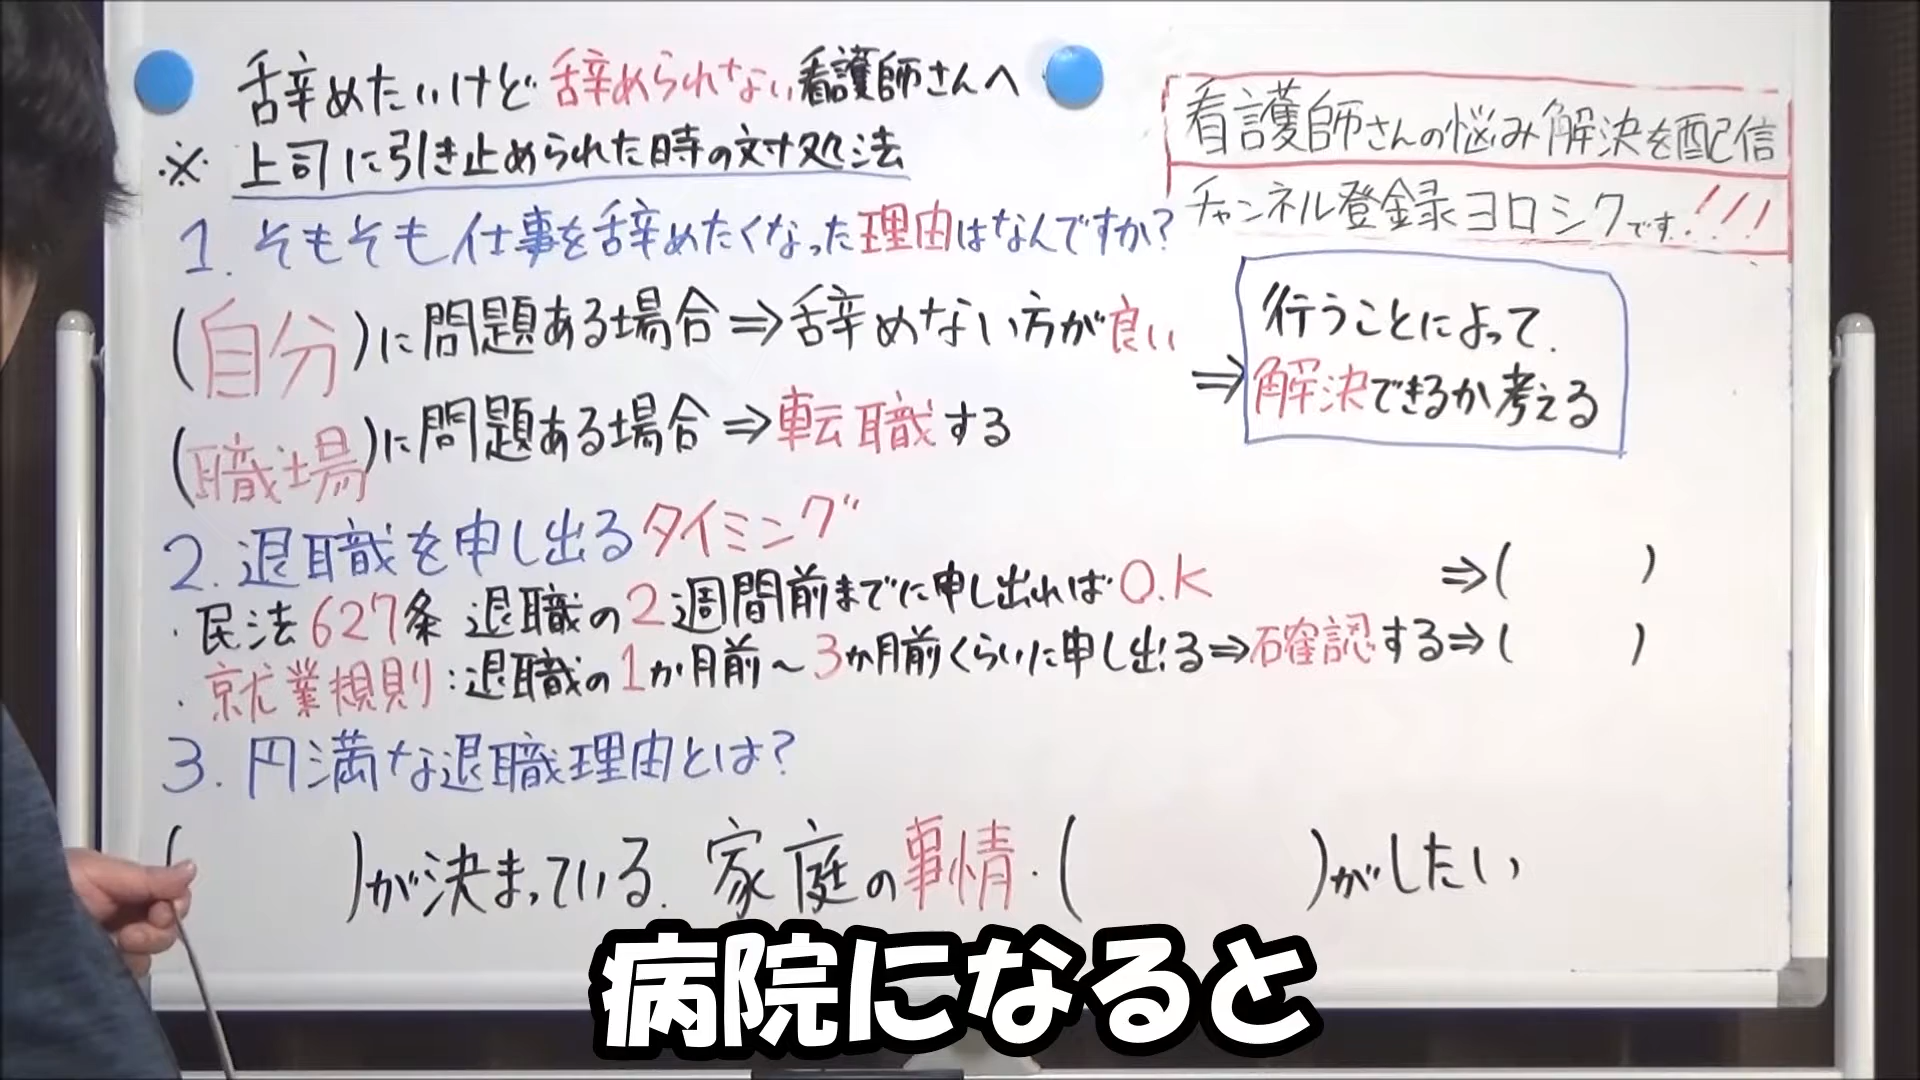 辞めたいけど辞められない看護師さんへ
※上司に引き止められた時の対処法
看護師さんの悩み解決を配信
チャンネル登録ヨロシクです!!!
1. そもそも仕事を辞めたくなった理由はなんですか?
(自分)に問題ある場合⇒辞めない方が良い
(職場)に問題ある場合⇒転職する
⇒行うことによって
解決できるか考える
2. 退職を申し出るタイミング
・民法627条 退職の2週間前までに申し出ればO.K ⇒( )
・就業規則:退職の1か月前~3か月前くらいに申し出る⇒確認する⇒( )
3. 円満な退職理由とは?
( )が決まっている. 家庭の事情・( )がしたい
病院になると